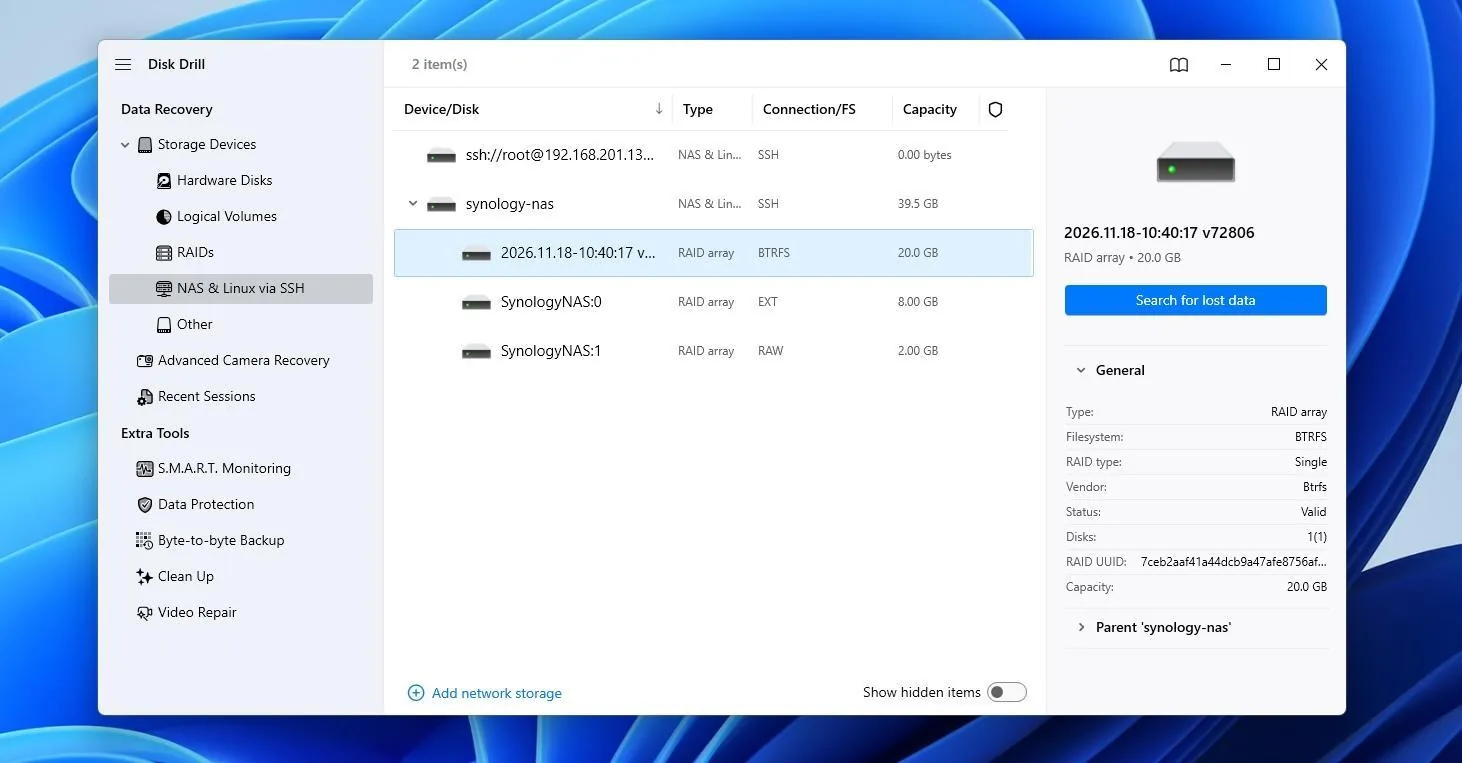 Disk Drill
2 item(s)
Data Recovery
Storage Devices
Hardware Disks
Logical Volumes
RAIDs
NAS & Linux via SSH
Other
Advanced Camera Recovery
Recent Sessions
Extra Tools
S.M.A.R.T. Monitoring
Data Protection
Byte-to-byte Backup
Clean Up
Video Repair
Device/Disk Type Connection/FS Capacity
ssh://root@192.168.201.13... NAS & Lin... SSH 0.00 bytes
synology-nas NAS & Lin... SSH 39.5 GB
2026.11.18-10:40:17 v... RAID array BTRFS 20.0 GB
SynologyNAS:0 RAID array EXT 8.00 GB
SynologyNAS:1 RAID array RAW 2.00 GB
Add network storage
Show hidden items
2026.11.18-10:40:17 v72806
RAID array • 20.0 GB
Search for lost data
General
Type: RAID array
Filesystem: BTRFS
RAID type: Single
Vendor: Btrfs
Status: Valid
Disks: 1(1)
RAID UUID: 7ceb2aaf41a44dcb9a47afe8756af...
Capacity: 20.0 GB
Parent 'synology-nas'